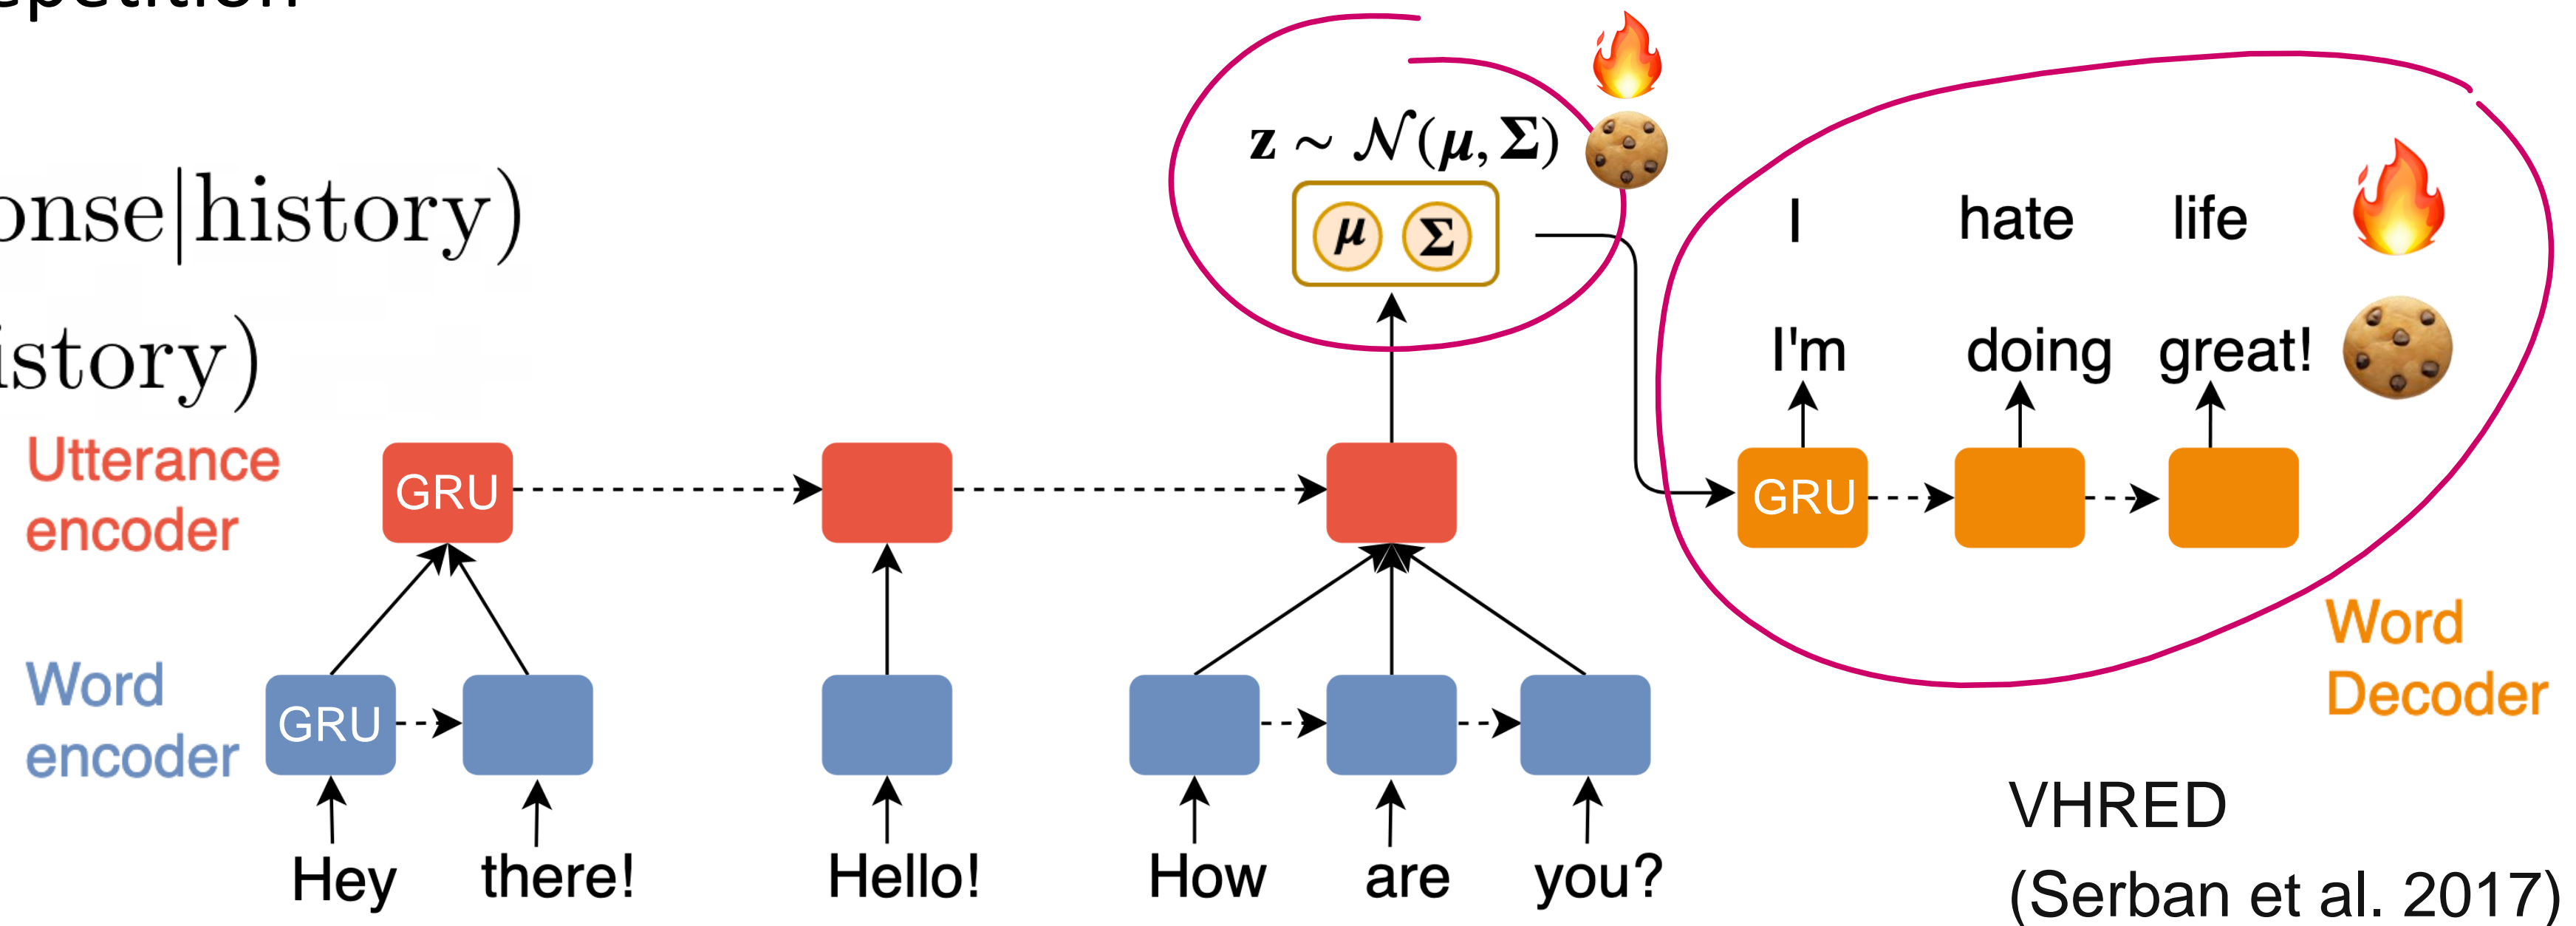 onse|history)
istory)
z ~ 𝒩(μ, Σ)
μ Σ
I hate life
I'm doing great!
Utterance
encoder
GRU
GRU
Word
encoder
GRU
Word
Decoder
Hey there! Hello! How are you?
VHRED
(Serban et al. 2017)